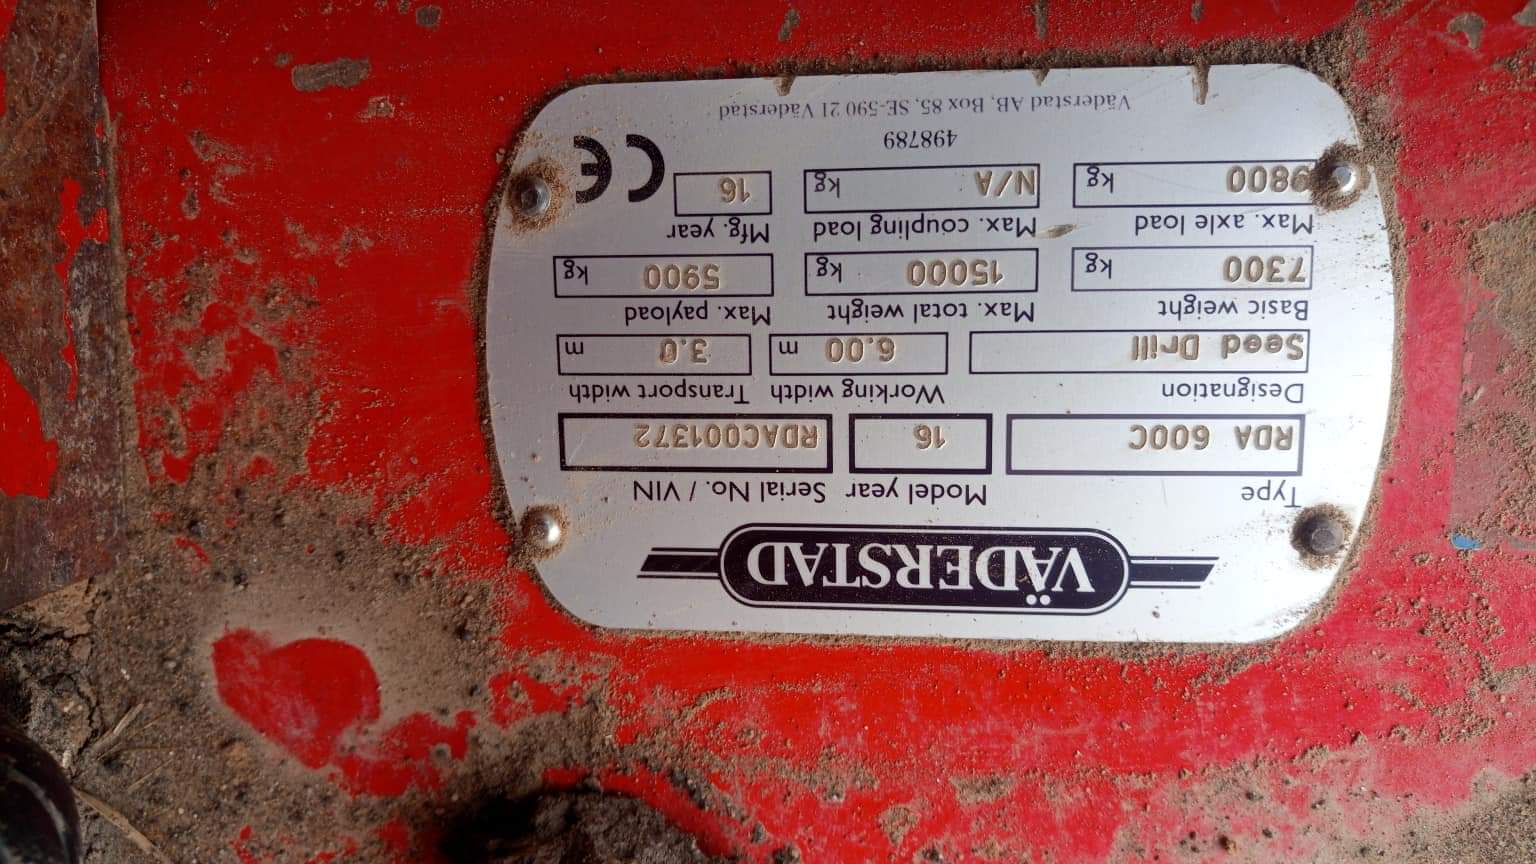 VÄDERSTAD
Type Model year Serial No. / VIN
RDA 600C 16 RDAC001372
Designation Working width Transport width
Seed Drill 6.00 m 3.0 m
Basic weight Max. total weight Max. payload
7300 kg 15000 kg 5900 kg
Max. axle load Max. coupling load Mfg. year
9800 kg N/A kg 16 CE
498789
Väderstad AB, Box 85, SE-590 21 Väderstad